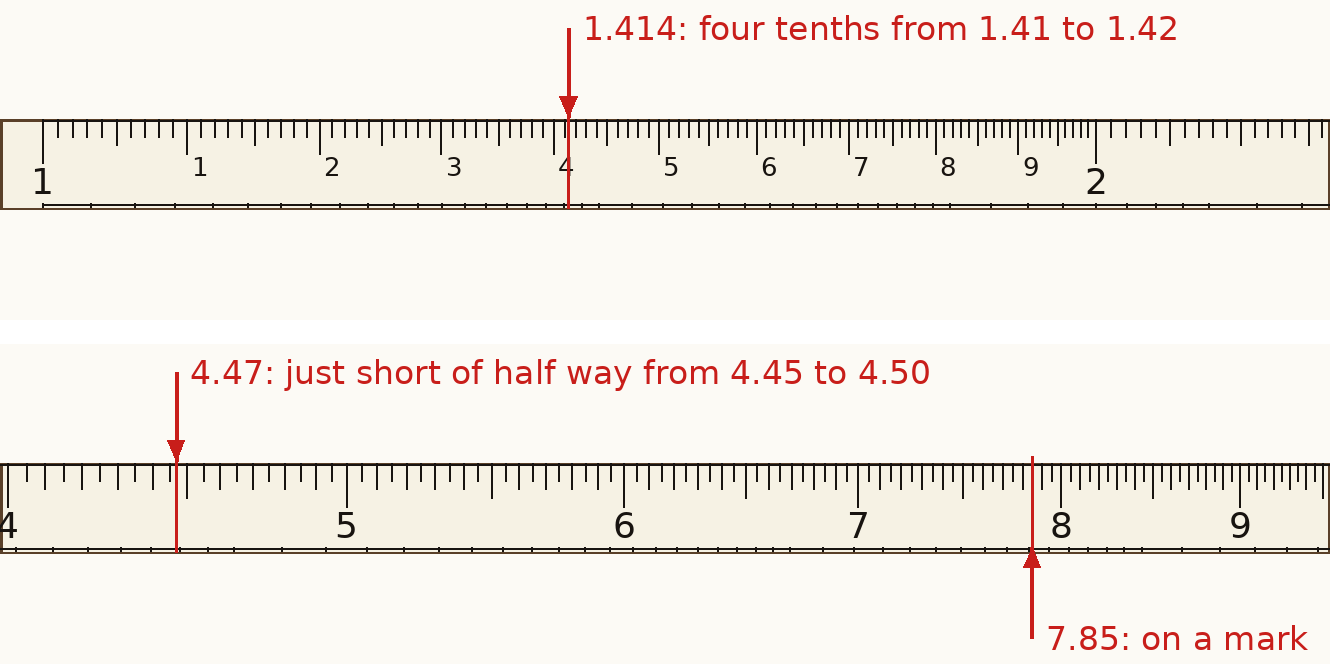 1.414: four tenths from 1.41 to 1.42
1 1 2 3 4 5 6 7 8 9 2
4.47: just short of half way from 4.45 to 4.50
4 5 6 7 8 9
7.85: on a mark